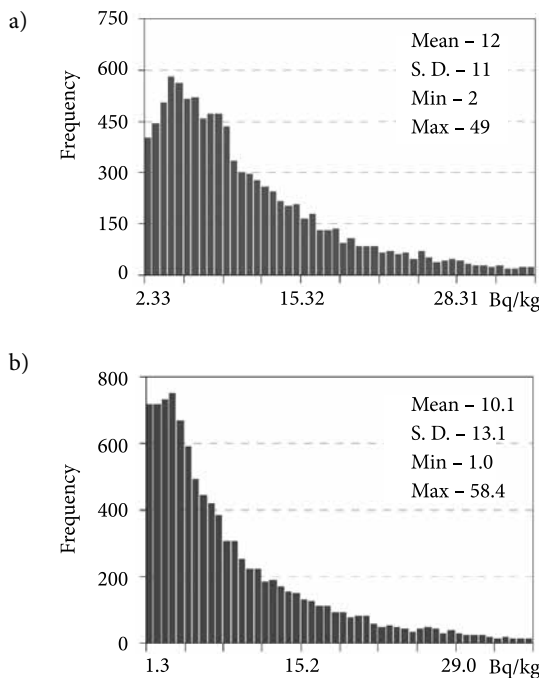 a)
750
600
450
300
150
0
Frequency
Mean – 12
S. D. – 11
Min – 2
Max – 49
2.33 15.32 28.31 Bq/kg
b)
800
600
400
200
0
Frequency
Mean – 10.1
S. D. – 13.1
Min – 1.0
Max – 58.4
1.3 15.2 29.0 Bq/kg